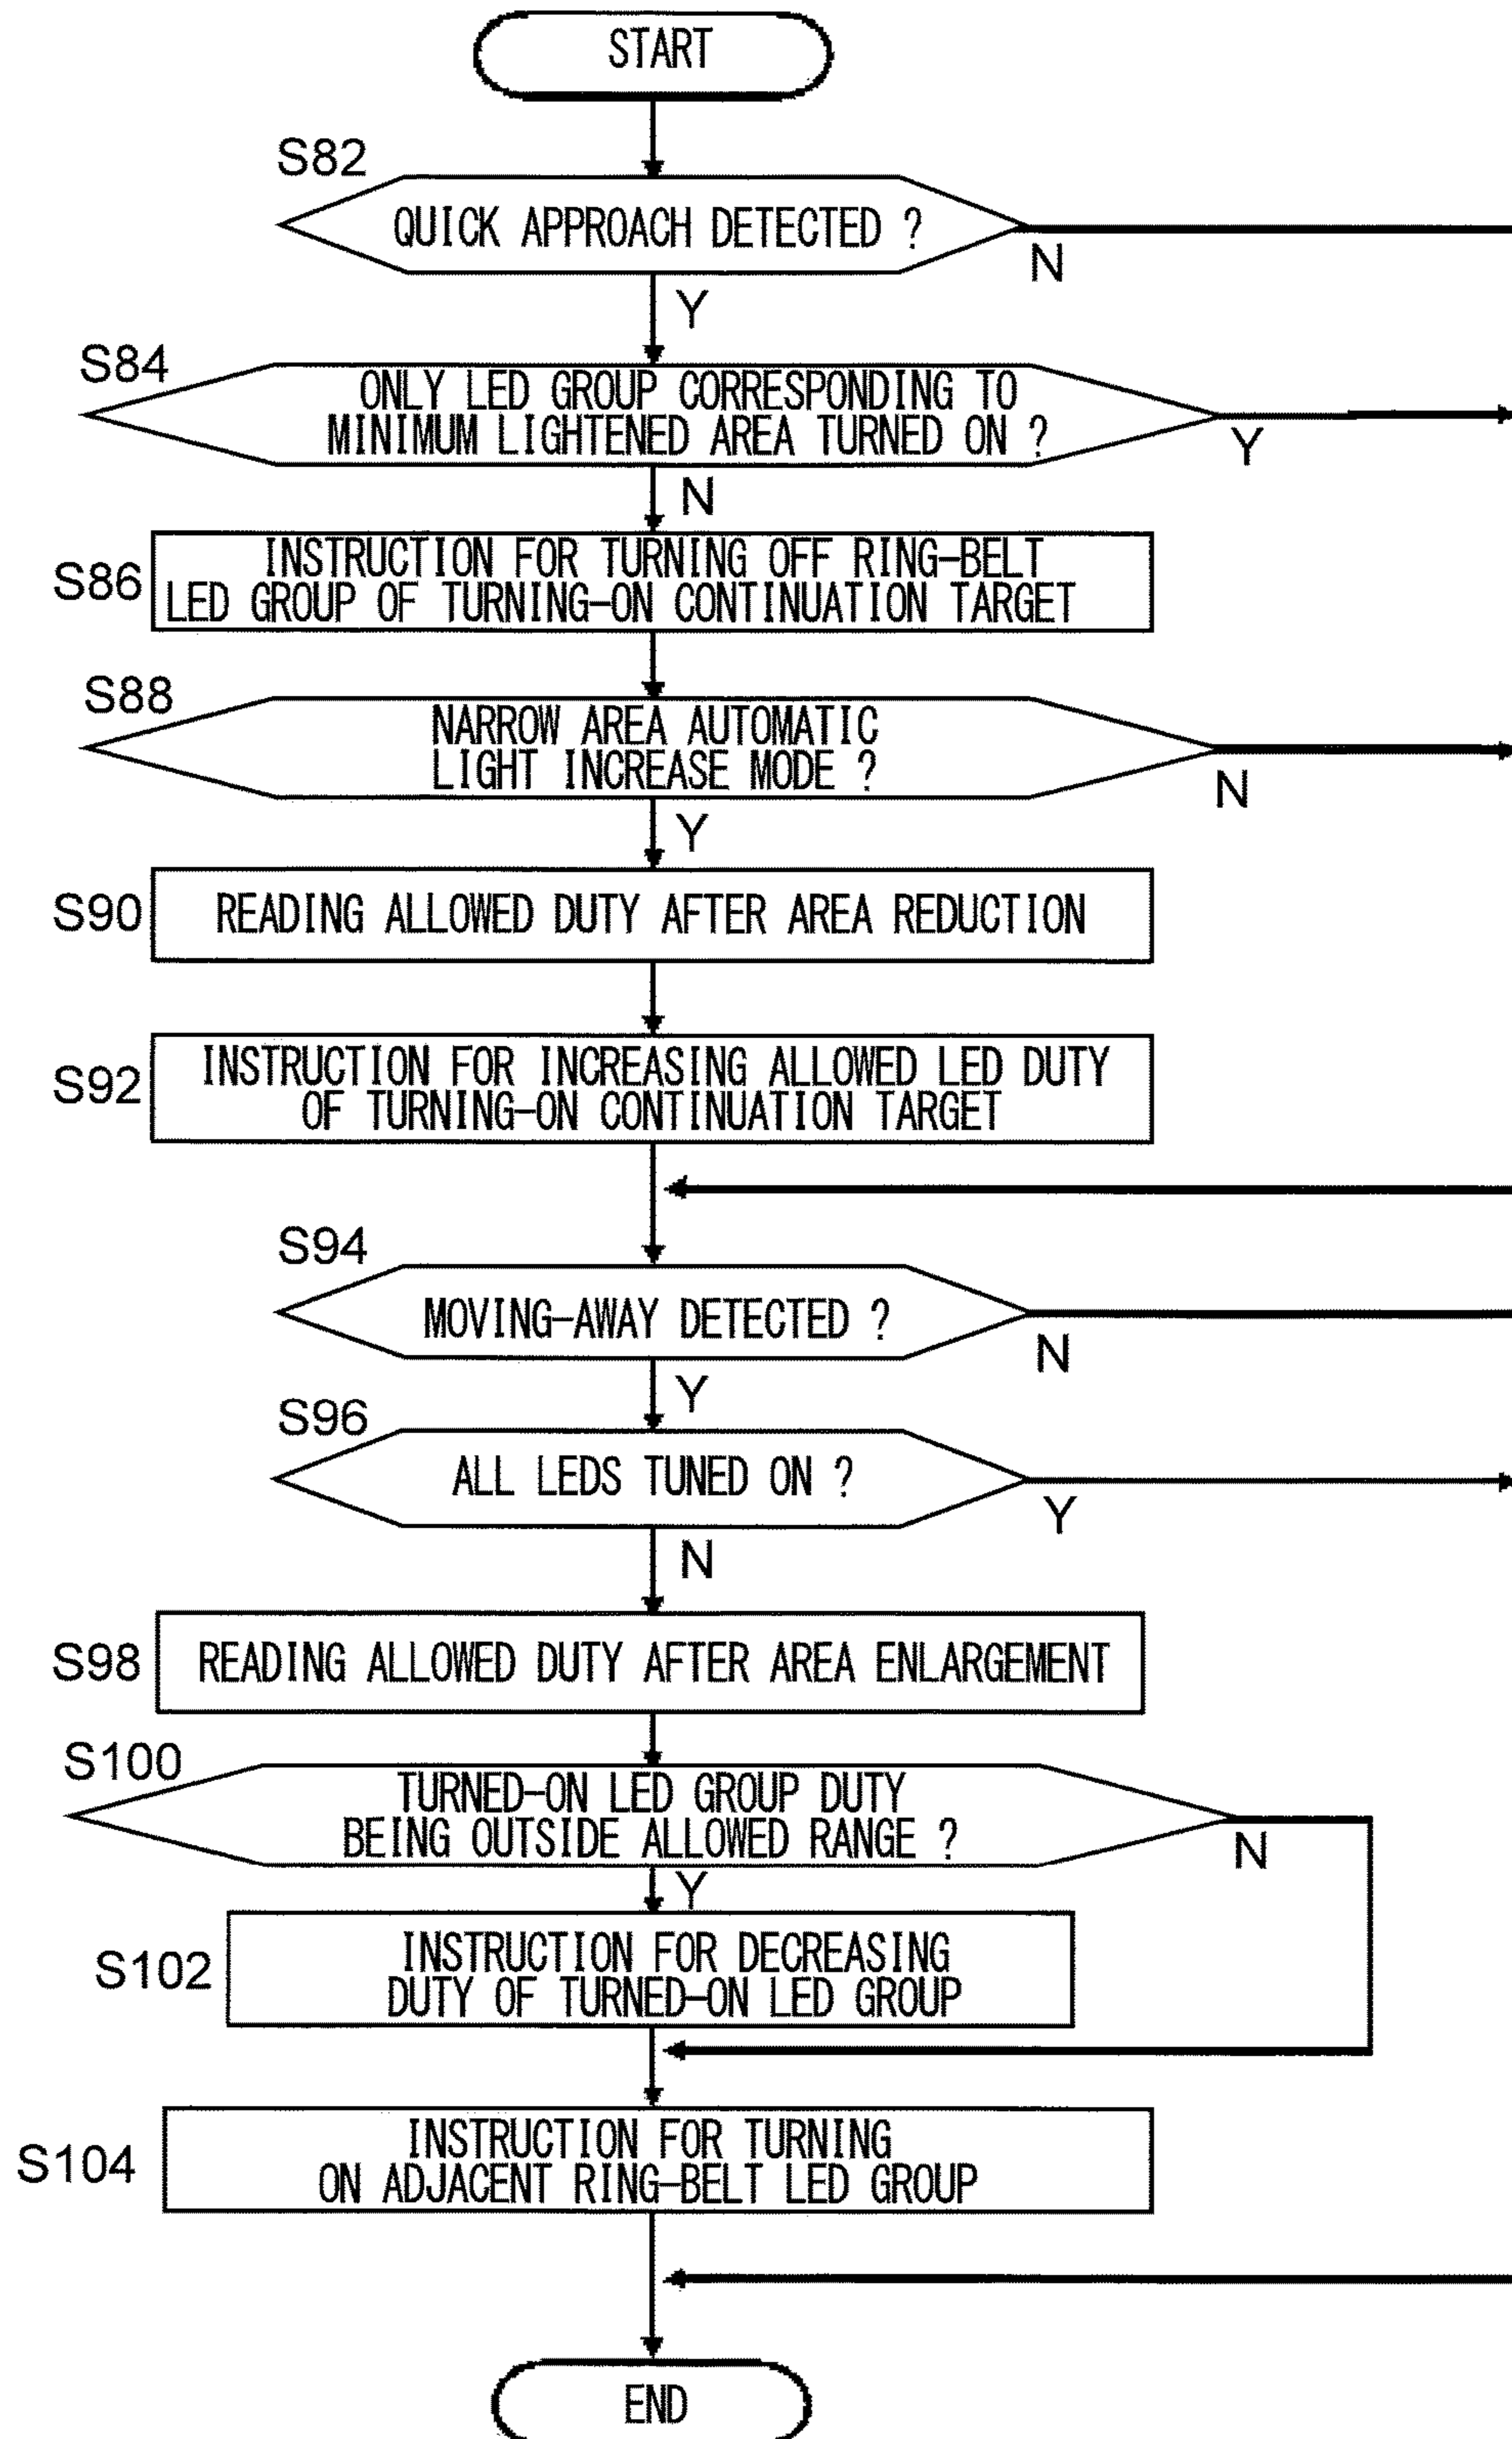 START
S82
QUICK APPROACH DETECTED ?
N
Y
S84
ONLY LED GROUP CORRESPONDING TO
MINIMUM LIGHTENED AREA TURNED ON ?
Y
N
S86
INSTRUCTION FOR TURNING OFF RING-BELT
LED GROUP OF TURNING-ON CONTINUATION TARGET
S88
NARROW AREA AUTOMATIC
LIGHT INCREASE MODE ?
N
Y
S90
READING ALLOWED DUTY AFTER AREA REDUCTION
S92
INSTRUCTION FOR INCREASING ALLOWED LED DUTY
OF TURNING-ON CONTINUATION TARGET
S94
MOVING-AWAY DETECTED ?
N
Y
S96
ALL LEDS TUNED ON ?
Y
N
S98
READING ALLOWED DUTY AFTER AREA ENLARGEMENT
S100
TURNED-ON LED GROUP DUTY
BEING OUTSIDE ALLOWED RANGE ?
N
Y
S102
INSTRUCTION FOR DECREASING
DUTY OF TURNED-ON LED GROUP
S104
INSTRUCTION FOR TURNING
ON ADJACENT RING-BELT LED GROUP
END